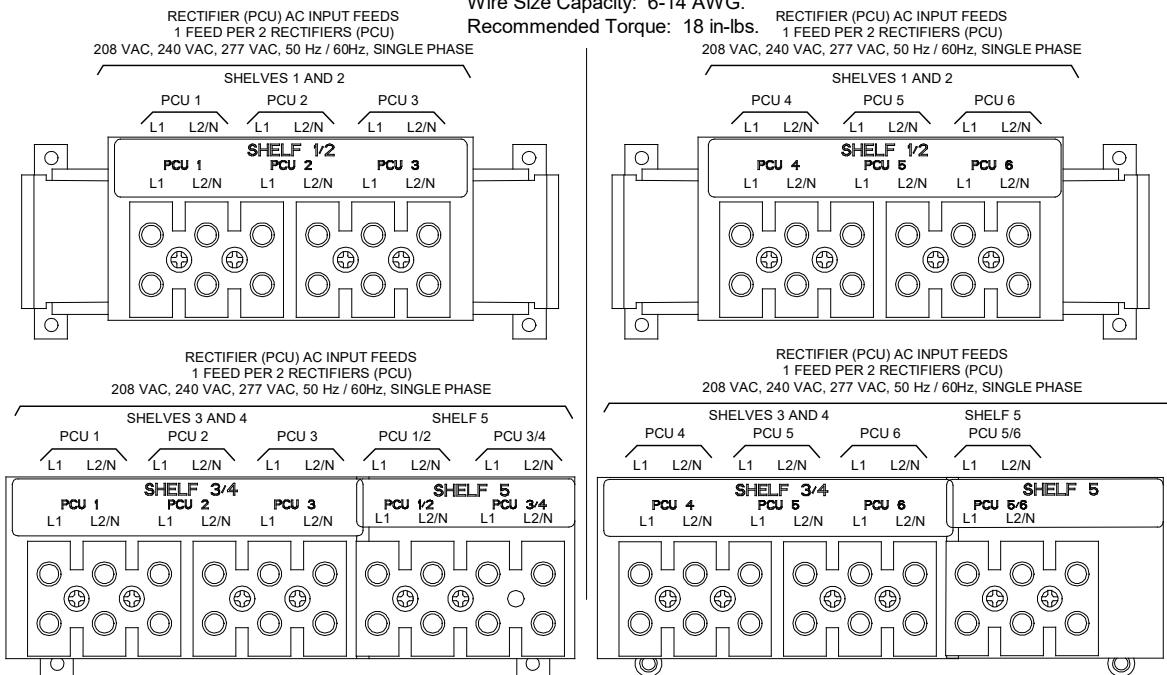 Wire Size Capacity: 6-14 AWG.
Recommended Torque: 18 in-lbs.
RECTIFIER (PCU) AC INPUT FEEDS
1 FEED PER 2 RECTIFIERS (PCU)
208 VAC, 240 VAC, 277 VAC, 50 Hz / 60Hz, SINGLE PHASE
SHELVES 1 AND 2
PCU 1 PCU 2 PCU 3
L1 L2/N L1 L2/N L1 L2/N
SHELF 1/2
PCU 1 PCU 2 PCU 3
L1 L2/N L1 L2/N L1 L2/N
RECTIFIER (PCU) AC INPUT FEEDS
1 FEED PER 2 RECTIFIERS (PCU)
208 VAC, 240 VAC, 277 VAC, 50 Hz / 60Hz, SINGLE PHASE
SHELVES 1 AND 2
PCU 4 PCU 5 PCU 6
L1 L2/N L1 L2/N L1 L2/N
SHELF 1/2
PCU 4 PCU 5 PCU 6
L1 L2/N L1 L2/N L1 L2/N
RECTIFIER (PCU) AC INPUT FEEDS
1 FEED PER 2 RECTIFIERS (PCU)
208 VAC, 240 VAC, 277 VAC, 50 Hz / 60Hz, SINGLE PHASE
SHELVES 3 AND 4 SHELF 5
PCU 1 PCU 2 PCU 3 PCU 1/2 PCU 3/4
L1 L2/N L1 L2/N L1 L2/N L1 L2/N L1 L2/N
SHELF 3/4 SHELF 5
PCU 1 PCU 2 PCU 3 PCU 1/2 PCU 3/4
L1 L2/N L1 L2/N L1 L2/N L1 L2/N L1 L2/N
RECTIFIER (PCU) AC INPUT FEEDS
1 FEED PER 2 RECTIFIERS (PCU)
208 VAC, 240 VAC, 277 VAC, 50 Hz / 60Hz, SINGLE PHASE
SHELVES 3 AND 4 SHELF 5
PCU 4 PCU 5 PCU 6 PCU 5/6
L1 L2/N L1 L2/N L1 L2/N L1 L2/N
SHELF 3/4 SHELF 5
PCU 4 PCU 5 PCU 6 PCU 5/6
L1 L2/N L1 L2/N L1 L2/N L1 L2/N